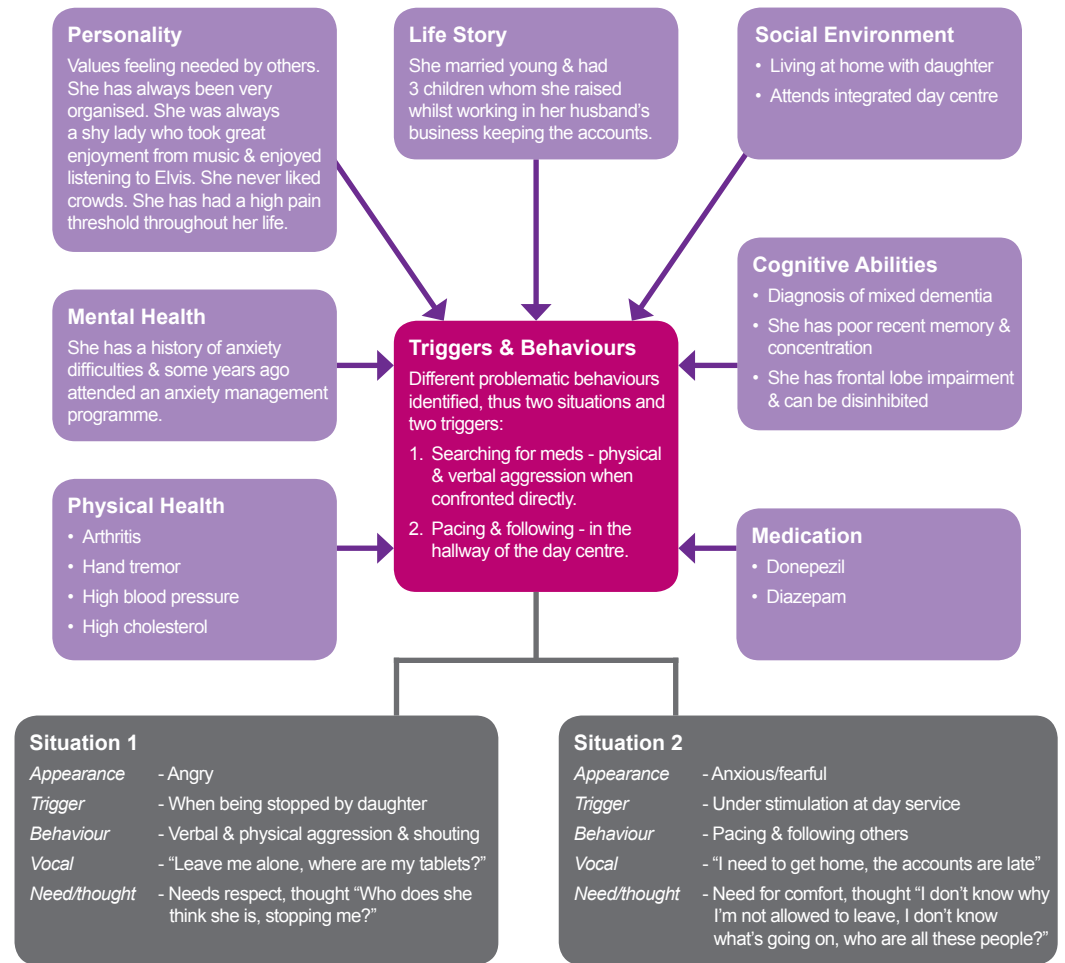 Personality
Values feeling needed by others.
She has always been very
organised. She was always
a shy lady who took great
enjoyment from music & enjoyed
listening to Elvis. She never liked
crowds. She has had a high pain
threshold throughout her life.
Life Story
She married young & had
3 children whom she raised
whilst working in her husband's
business keeping the accounts.
Social Environment
• Living at home with daughter
• Attends integrated day centre
Mental Health
She has a history of anxiety
difficulties & some years ago
attended an anxiety management
programme.
Triggers & Behaviours
Different problematic behaviours
identified, thus two situations and
two triggers:
1. Searching for meds - physical
& verbal aggression when
confronted directly.
2. Pacing & following - in the
hallway of the day centre.
Cognitive Abilities
• Diagnosis of mixed dementia
• She has poor recent memory &
concentration
• She has frontal lobe impairment
& can be disinhibited
Physical Health
• Arthritis
• Hand tremor
• High blood pressure
• High cholesterol
Medication
• Donepezil
• Diazepam
Situation 1
Appearance - Angry
Trigger - When being stopped by daughter
Behaviour - Verbal & physical aggression & shouting
Vocal - "Leave me alone, where are my tablets?"
Need/thought - Needs respect, thought "Who does she
think she is, stopping me?"
Situation 2
Appearance - Anxious/fearful
Trigger - Under stimulation at day service
Behaviour - Pacing & following others
Vocal - "I need to get home, the accounts are late"
Need/thought - Need for comfort, thought "I don't know why
I'm not allowed to leave, I don't know
what's going on, who are all these people?"